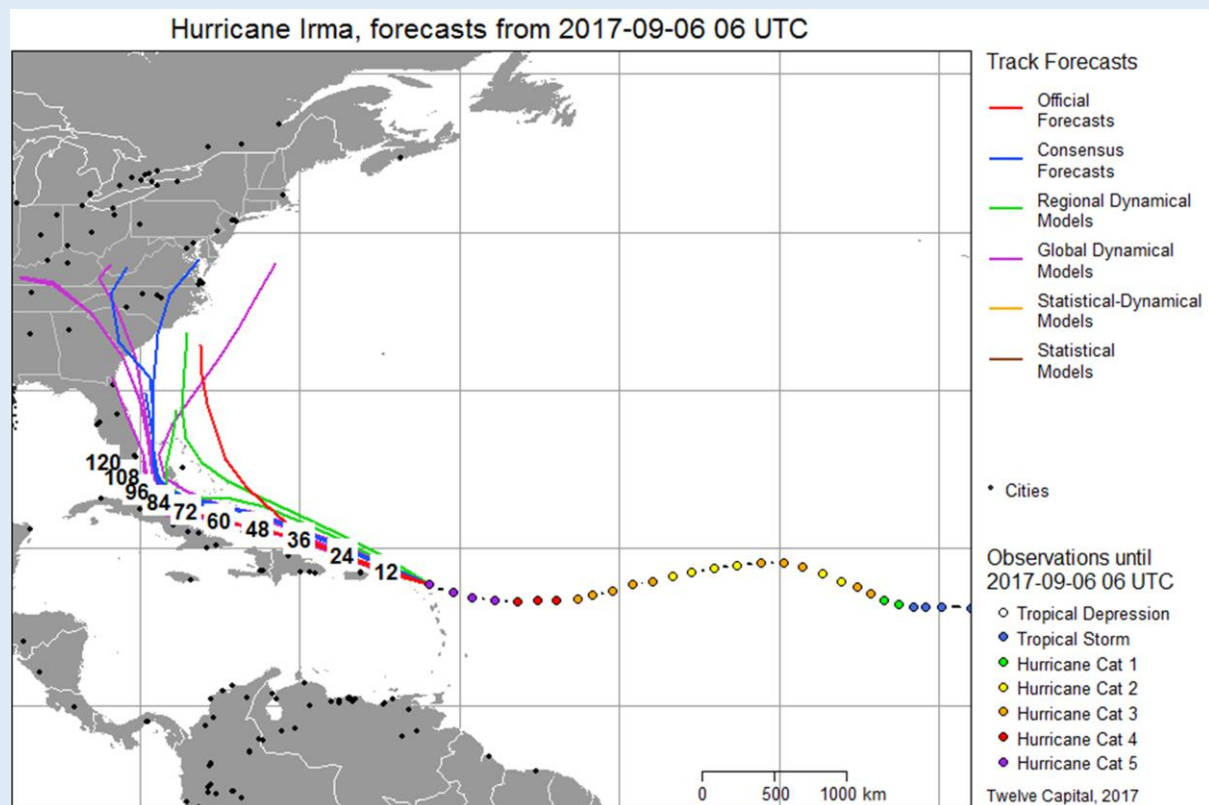 Hurricane Irma, forecasts from 2017-09-06 06 UTC
Track Forecasts
Official
Forecasts
Consensus
Forecasts
Regional Dynamical
Models
Global Dynamical
Models
Statistical-Dynamical
Models
Statistical
Models
120
108
96
84
72
60
48
36
24
12
Cities
Observations until
2017-09-06 06 UTC
Tropical Depression
Tropical Storm
Hurricane Cat 1
Hurricane Cat 2
Hurricane Cat 3
Hurricane Cat 4
Hurricane Cat 5
0 500 1000 km
Twelve Capital, 2017